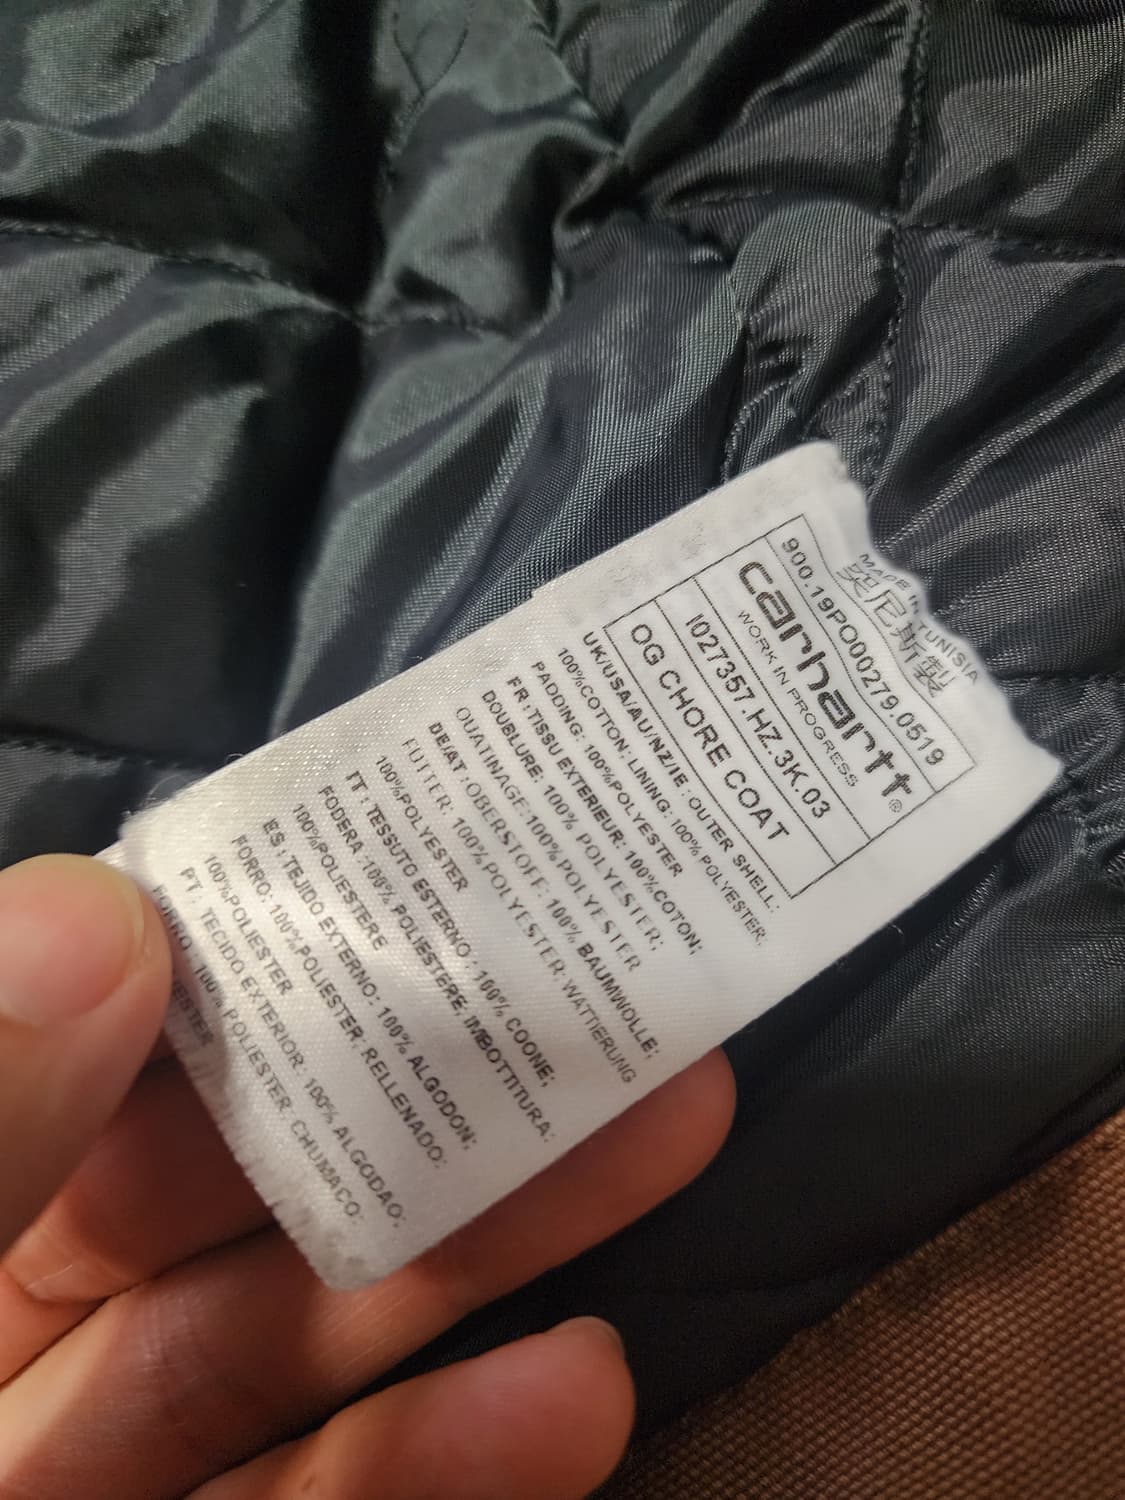 MADE IN TUNISIA
突尼斯製
900.19PO000279.0519
carhartt®
WORK IN PROGRESS
I027357.HZ.3K.03
OG CHORE COAT
UK/USA/AU/NZ/IE : OUTER SHELL:
100%COTTON: LINING: 100% POLYESTER,
PADDING: 100%POLYESTER
FR :TISSU EXTERIEUR: 100%COTON;
DOUBLURE: 100% POLYESTER;
OUATINAGE:100%POLYESTER
DE/AT :OBERSTOFF: 100% BAUMWOLLE;
FUTTER: 100%POLYESTER; WATTIERUNG
100%POLYESTER
IT : TESSUTO ESTERNO : 100% COONE;
FODERA :100% POLIESTERE; IMBOTTITURA:
100%POLIESTERE
ES : TEJIDO EXTERNO: 100% ALGODON;
FORRO: 100%POLIESTER; RELLENADO:
100%POLIESTER
PT : TECIDO EXTERIOR: 100% ALGODAO;
FORRO : 100% POLIESTER; CHUMACO: